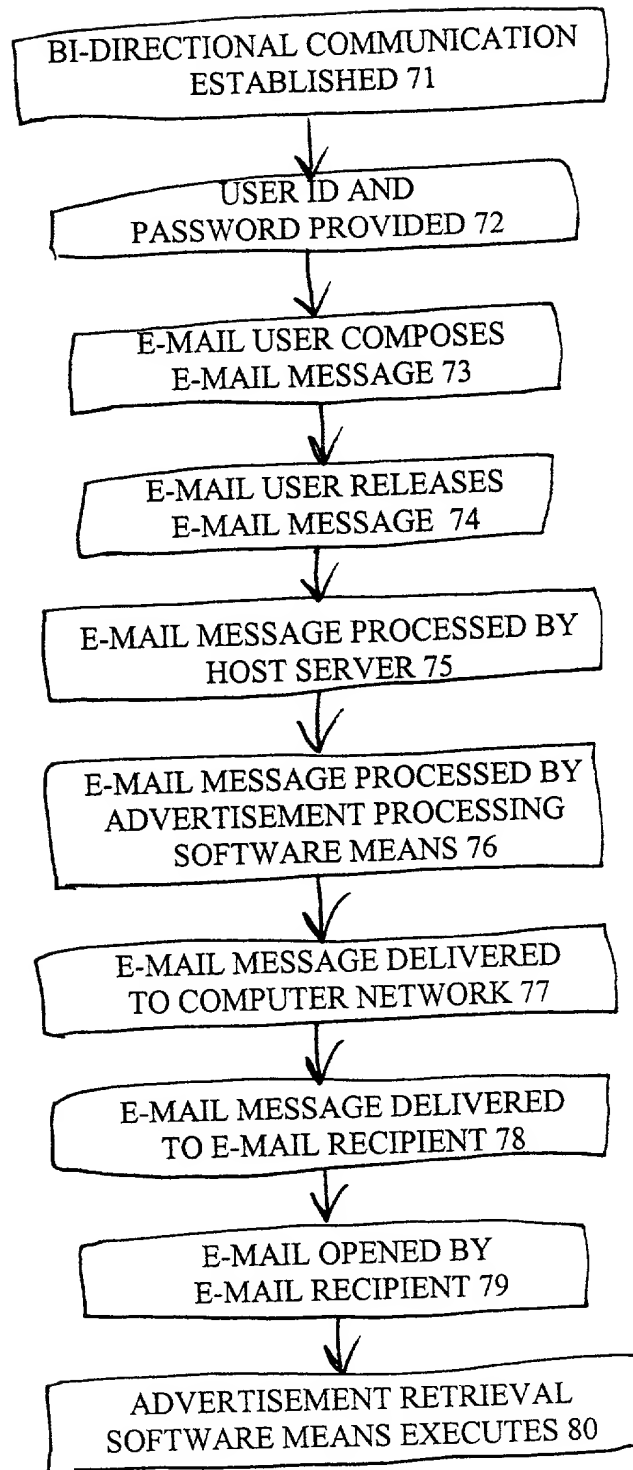 BI-DIRECTIONAL COMMUNICATION
ESTABLISHED 71
USER ID AND
PASSWORD PROVIDED 72
E-MAIL USER COMPOSES
E-MAIL MESSAGE 73
E-MAIL USER RELEASES
E-MAIL MESSAGE 74
E-MAIL MESSAGE PROCESSED BY
HOST SERVER 75
E-MAIL MESSAGE PROCESSED BY
ADVERTISEMENT PROCESSING
SOFTWARE MEANS 76
E-MAIL MESSAGE DELIVERED
TO COMPUTER NETWORK 77
E-MAIL MESSAGE DELIVERED
TO E-MAIL RECIPIENT 78
E-MAIL OPENED BY
E-MAIL RECIPIENT 79
ADVERTISEMENT RETRIEVAL
SOFTWARE MEANS EXECUTES 80